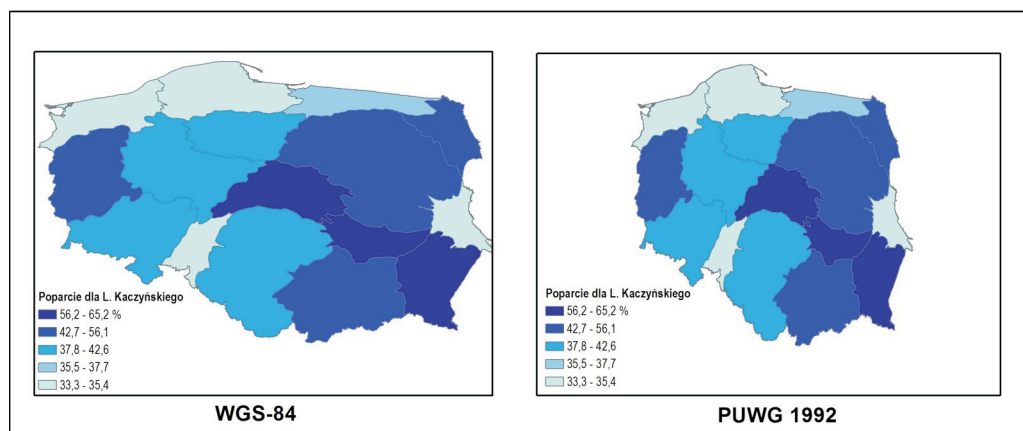 Poparcie dla L. Kaczyńskiego
56,2 - 65,2 %
42,7 - 56,1
37,8 - 42,6
35,5 - 37,7
33,3 - 35,4
WGS-84
Poparcie dla L. Kaczyńskiego
56,2 - 65,2 %
42,7 - 56,1
37,8 - 42,6
35,5 - 37,7
33,3 - 35,4
PUWG 1992